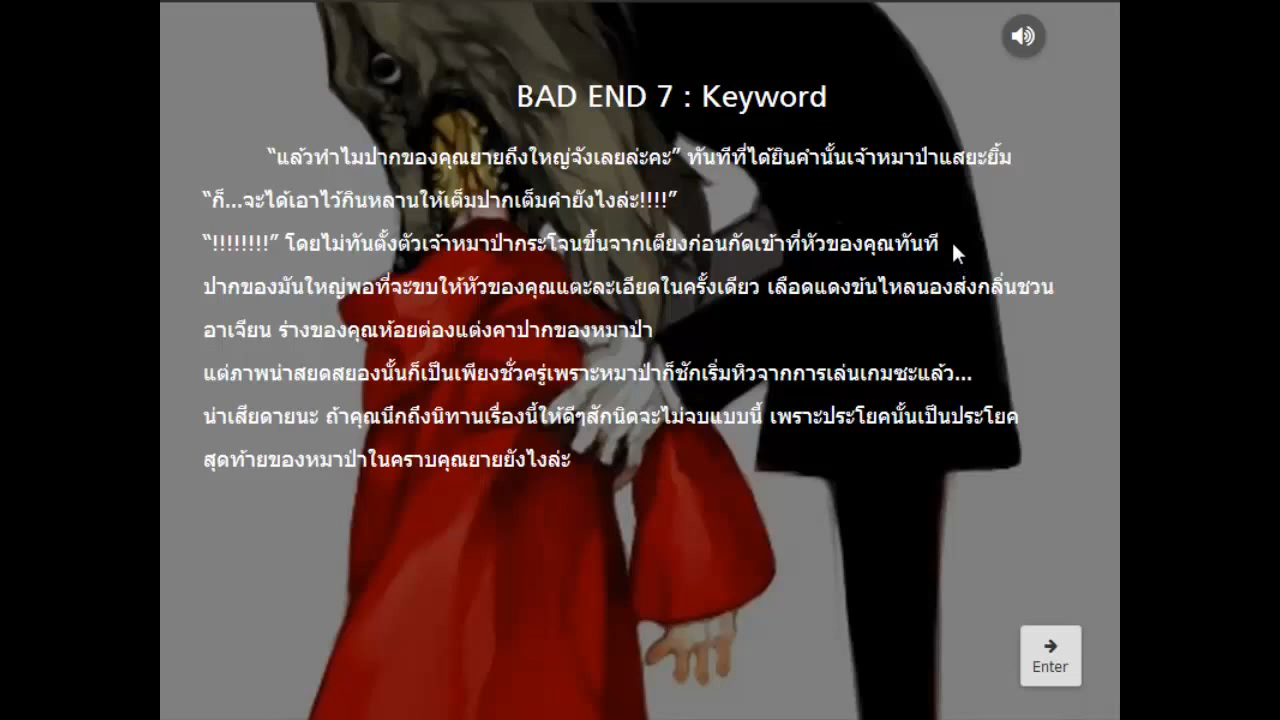 BAD END 7 : Keyword
“แล้วทำไมปากของคุณยายถึงใหญ่จังเลยล่ะคะ” ทันทีที่ได้ยินคำนั้นเจ้าหมาป่าแสยะยิ้ม
“ก็...จะได้เอาไว้กินหลานให้เต็มปากเต็มคำยังไงล่ะ!!!!”
“!!!!!!!!” โดยไม่ทันตั้งตัวเจ้าหมาป่ากระโจนขึ้นจากเตียงก่อนกัดเข้าที่หัวของคุณทันที
ปากของมันใหญ่พอที่จะขบให้หัวของคุณแตะละเอียดในครั้งเดียว เลือดแดงข้นไหลนองส่งกลิ่นชวน
อาเจียน ร่างของคุณห้อยต่องแต่งคาปากของหมาป่า
แต่ภาพน่าสยดสยองนั้นก็เป็นเพียงชั่วครู่เพราะหมาป่าก็ชักเริ่มหิวจากการเล่นเกมซะแล้ว...
น่าเสียดายนะ ถ้าคุณนึกถึงนิทานเรื่องนี้ให้ดีๆสักนิดจะไม่จบแบบนี้ เพราะประโยคนั้นเป็นประโยค
สุดท้ายของหมาป่าในคราบคุณยายยังไงล่ะ
Enter